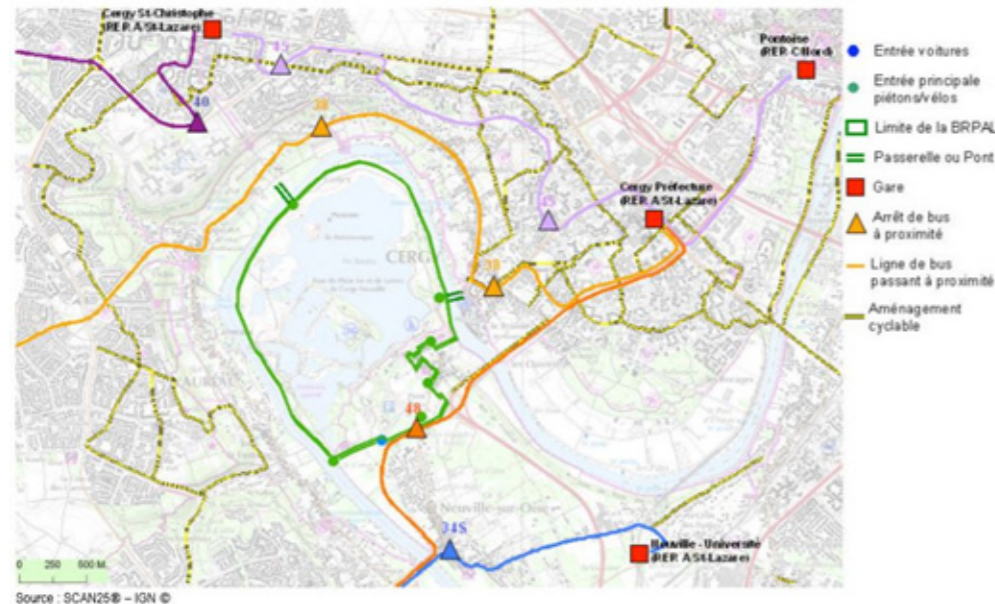 Cergy St-Christophe
(RER A/St-Lazare)
45
Pontoise
(RER C/Nord)
40
38
Cergy Préfecture
(RER A/St-Lazare)
45
CERGY
38
48
Neuville-sur-Oise
34S
Neuville - Université
(RER A/St-Lazare)
0 250 500 M.
Source : SCAN25® – IGN ©
Entrée voitures
Entrée principale
piétons/vélos
Limite de la BRPAL
Passerelle ou Pont
Gare
Arrêt de bus
à proximité
Ligne de bus
passant à proximité
Aménagement
cyclable